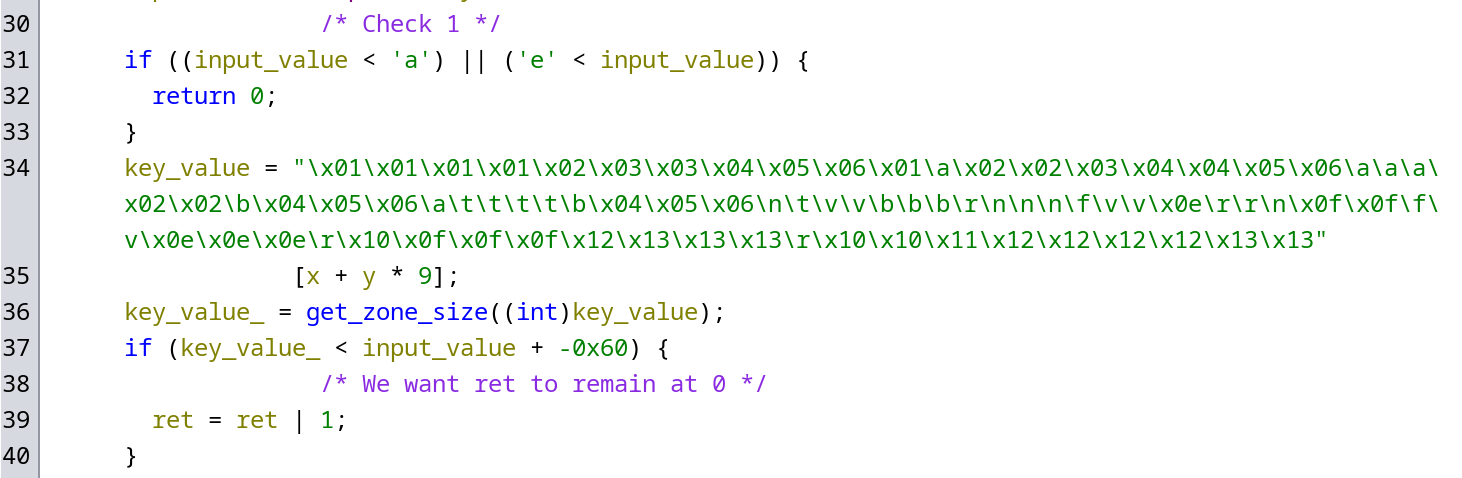 30 /* Check 1 */
31 if ((input_value < 'a') || ('e' < input_value)) {
32 return 0;
33 }
34 key_value = "\x01\x01\x01\x01\x02\x03\x03\x04\x05\x06\x01\a\x02\x02\x03\x04\x04\x05\x06\a\a\a\
x02\x02\b\x04\x05\x06\a\t\t\t\t\b\x04\x05\x06\n\t\v\v\b\b\b\r\n\n\n\f\v\v\x0e\r\r\n\x0f\x0f\f\
v\x0e\x0e\x0e\r\x10\x0f\x0f\x0f\x12\x13\x13\x13\r\x10\x10\x11\x12\x12\x12\x12\x13\x13"
35 [x + y * 9];
36 key_value_ = get_zone_size((int)key_value);
37 if (key_value_ < input_value + -0x60) {
38 /* We want ret to remain at 0 */
39 ret = ret | 1;
40 }